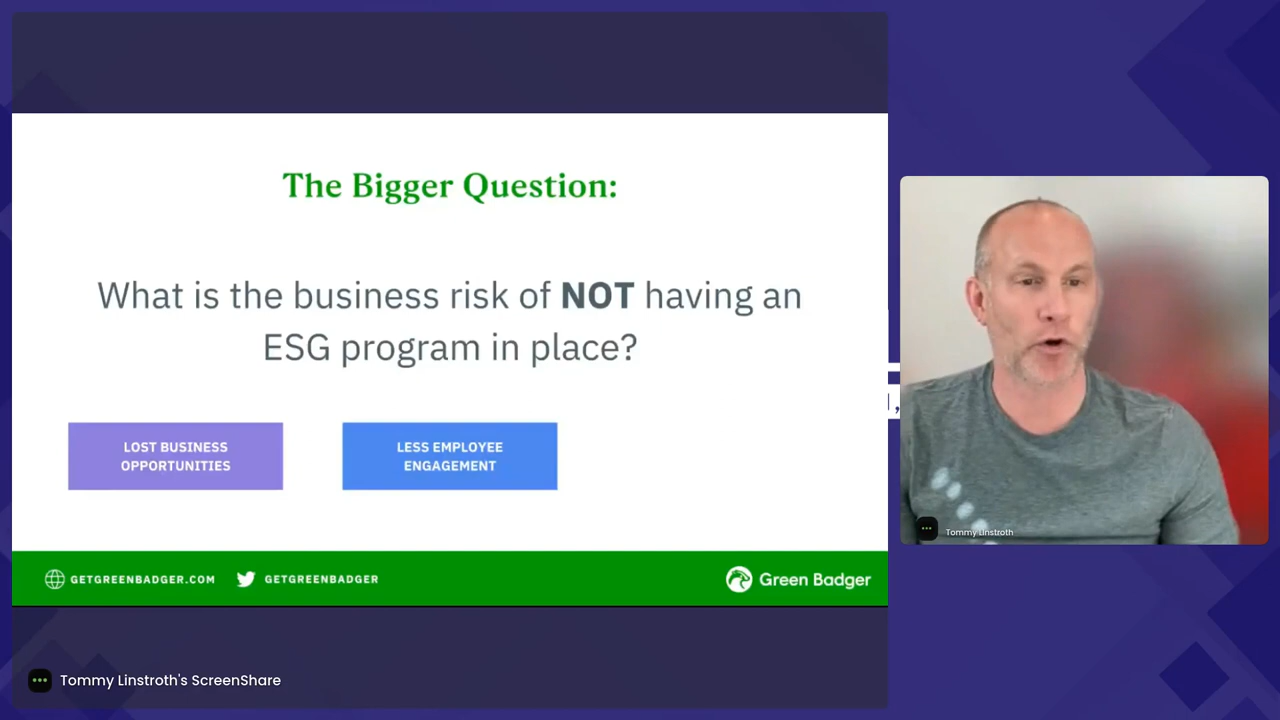 The Bigger Question:
What is the business risk of NOT having an
ESG program in place?
LOST BUSINESS
OPPORTUNITIES
LESS EMPLOYEE
ENGAGEMENT
GETGREENBADGER.COM
GETGREENBADGER
Green Badger
Tommy Linstroth's ScreenShare
Tommy Linstroth